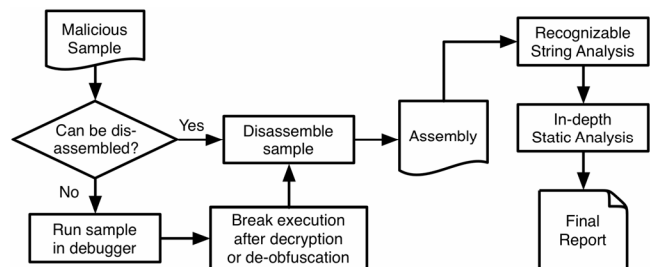 Malicious
Sample
Can be dis-
assembled?
Yes
No
Run sample
in debugger
Break execution
after decryption
or de-obfuscation
Disassemble
sample
Assembly
Recognizable
String Analysis
In-depth
Static Analysis
Final
Report